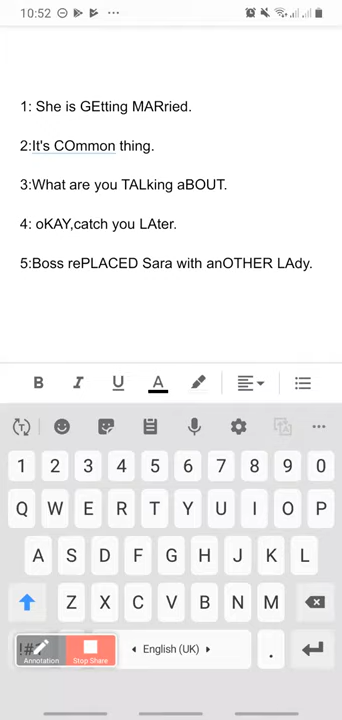 10:52
1: She is GEtting MARried.
2:It's COmmon thing.
3:What are you TALking aBOUT.
4: oKAY,catch you LAter.
5:Boss rePLACED Sara with anOTHER LAdy.
B I U A
T
1 2 3 4 5 6 7 8 9 0
Q W E R T Y U I O P
A S D F G H J K L
Z X C V B N M
!#
Annotation Stop Share English (UK) .